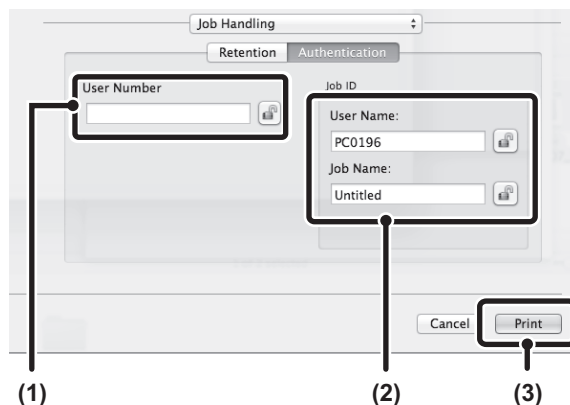 Job Handling
Retention Authentication
User Number
Job ID
User Name:
PC0196
Job Name:
Untitled
Cancel Print
(1) (2) (3)